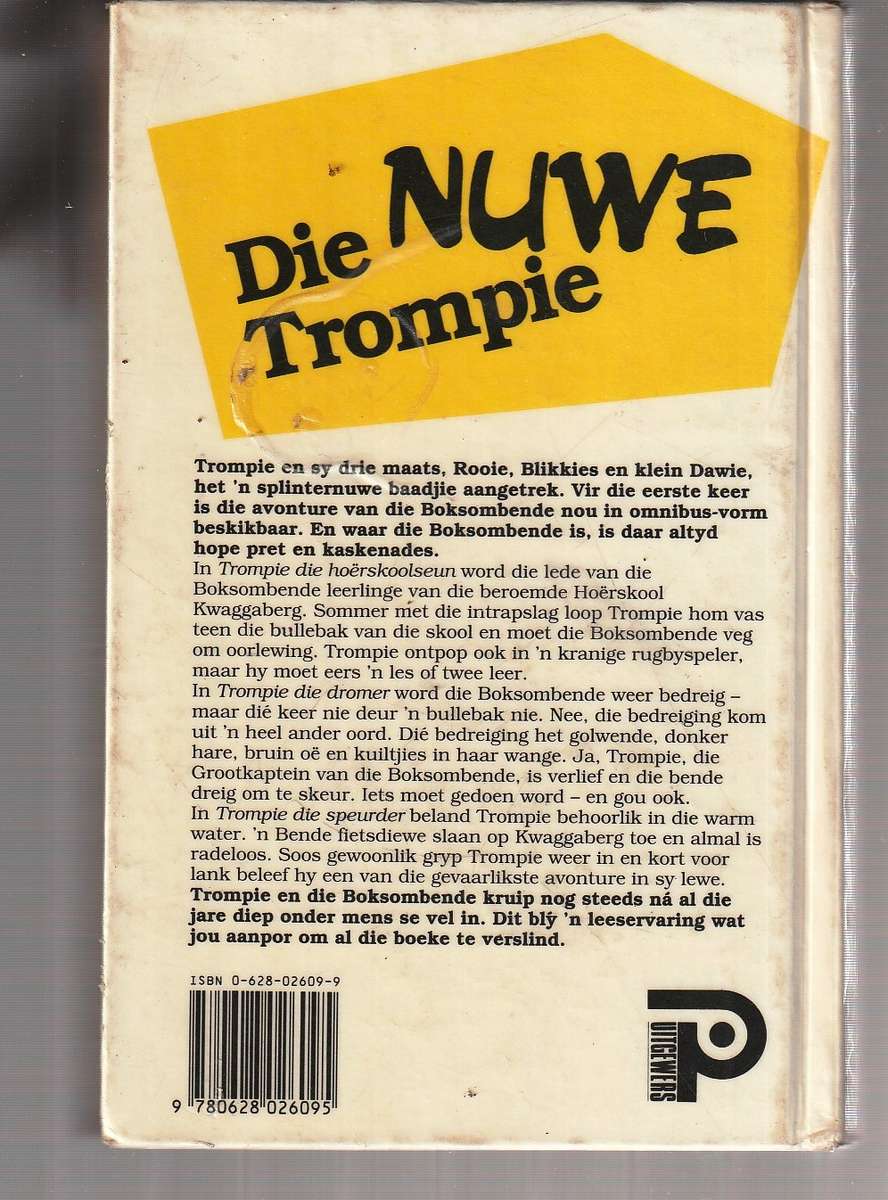 Die NUWE
Trompie
Trompie en sy drie maats, Rooie, Blikkies en klein Dawie,
het 'n splinternuwe baadjie aangetrek. Vir die eerste keer
is die avonture van die Boksombende nou in omnibus-vorm
beskikbaar. En waar die Boksombende is, is daar altyd
hope pret en kaskenades.
In Trompie die hoërskoolseun word die lede van die
Boksombende leerlinge van die beroemde Hoërskool
Kwaggaberg. Sommer met die intrapslag loop Trompie hom vas
teen die bullebak van die skool en moet die Boksombende veg
om oorlewing. Trompie ontpop ook in 'n kranige rugbyspeler,
maar hy moet eers 'n les of twee leer.
In Trompie die dromer word die Boksombende weer bedreig –
maar dié keer nie deur 'n bullebak nie. Nee, die bedreiging kom
uit 'n heel ander oord. Dié bedreiging het golwende, donker
hare, bruin oë en kuiltjies in haar wange. Ja, Trompie, die
Grootkaptein van die Boksombende, is verlief en die bende
dreig om te skeur. Iets moet gedoen word – en gou ook.
In Trompie die speurder beland Trompie behoorlik in die warm
water. 'n Bende fietsdiewe slaan op Kwaggaberg toe en almal is
radeloos. Soos gewoonlik gryp Trompie weer in en kort voor
lank beleef hy een van die gevaarlikste avonture in sy lewe.
Trompie en die Boksombende kruip nog steeds ná al die
jare diep onder mens se vel in. Dit blý 'n leeservaring wat
jou aanpor om al die boeke te verslind.
ISBN 0-628-02609-9
9 780628 026095
UITGEWERS